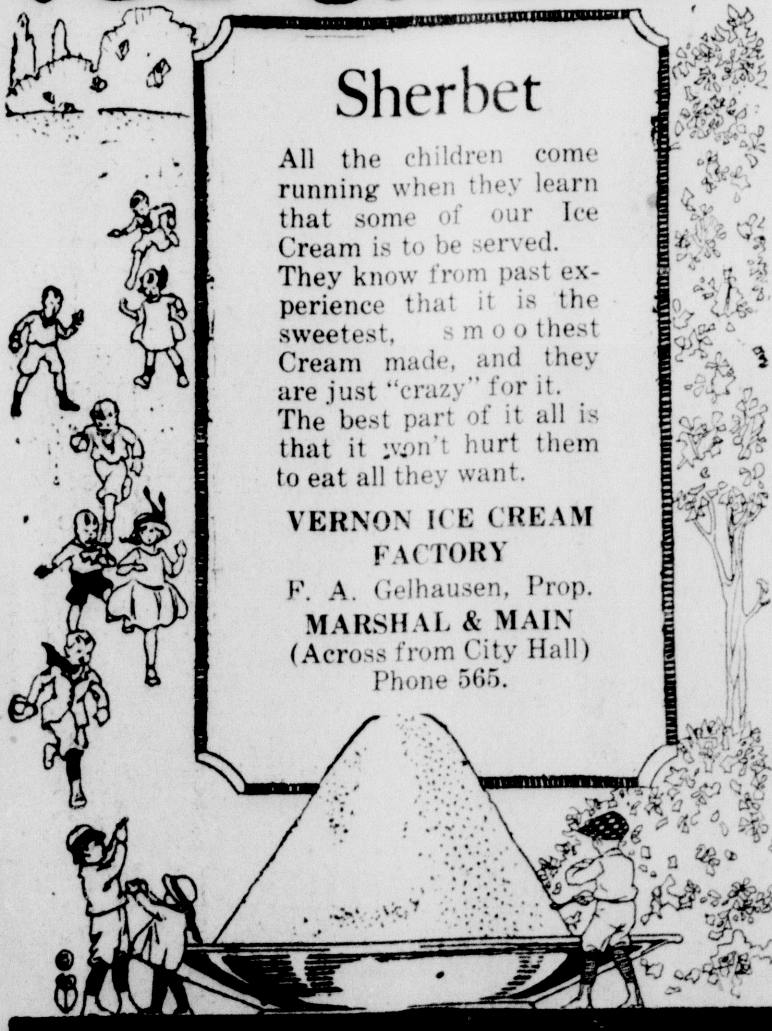 Sherbet
All the children come
running when they learn
that some of our Ice
Cream is to be served.
They know from past ex-
perience that it is the
sweetest, smoothest
Cream made, and they
are just "crazy" for it.
The best part of it all is
that it won't hurt them
to eat all they want.
VERNON ICE CREAM
FACTORY
F. A. Gelhausen, Prop.
MARSHAL & MAIN
(Across from City Hall)
Phone 565.